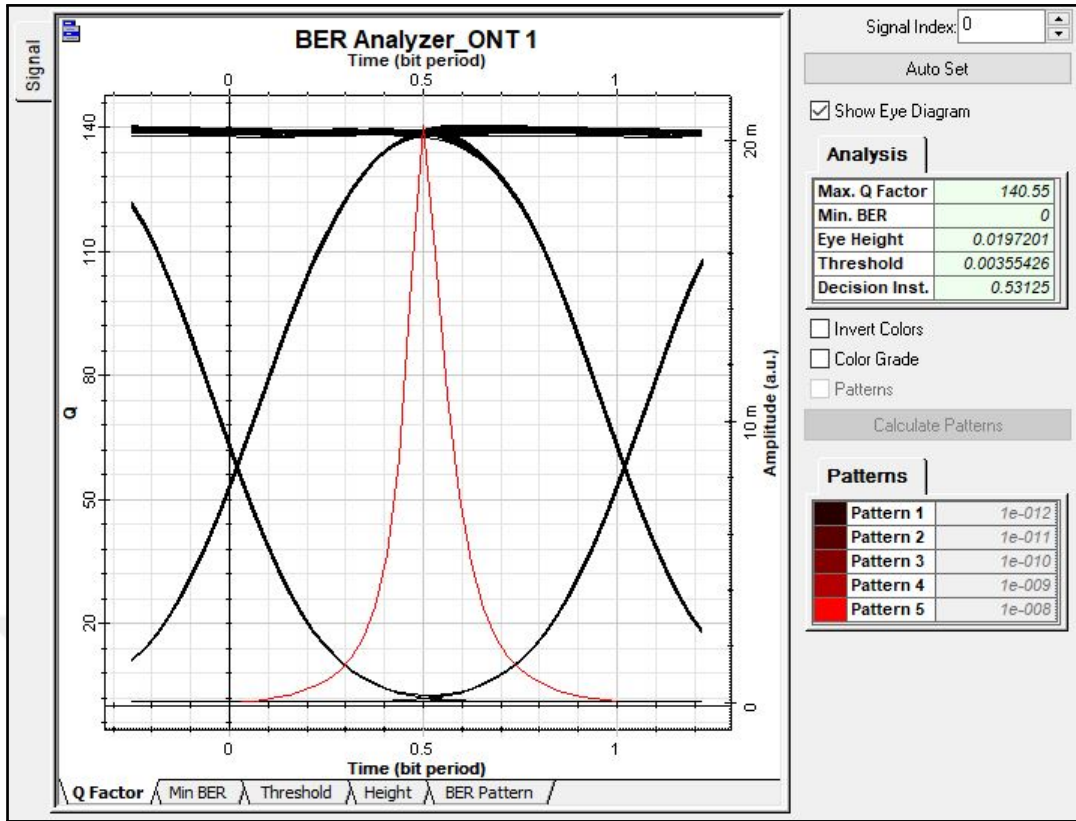 Signal
BER Analyzer_ONT 1
Time (bit period)
0 0.5 1
140
110
80
50
20
Q
20 m
10 m
0
Amplitude (a.u.)
0 0.5 1
Time (bit period)
Q Factor Min BER Threshold Height BER Pattern
Signal Index: 0
Auto Set
Show Eye Diagram
Analysis
Max. Q Factor 140.55
Min. BER 0
Eye Height 0.0197201
Threshold 0.00355426
Decision Inst. 0.53125
Invert Colors
Color Grade
Patterns
Calculate Patterns
Patterns
Pattern 1 1e-012
Pattern 2 1e-011
Pattern 3 1e-010
Pattern 4 1e-009
Pattern 5 1e-008